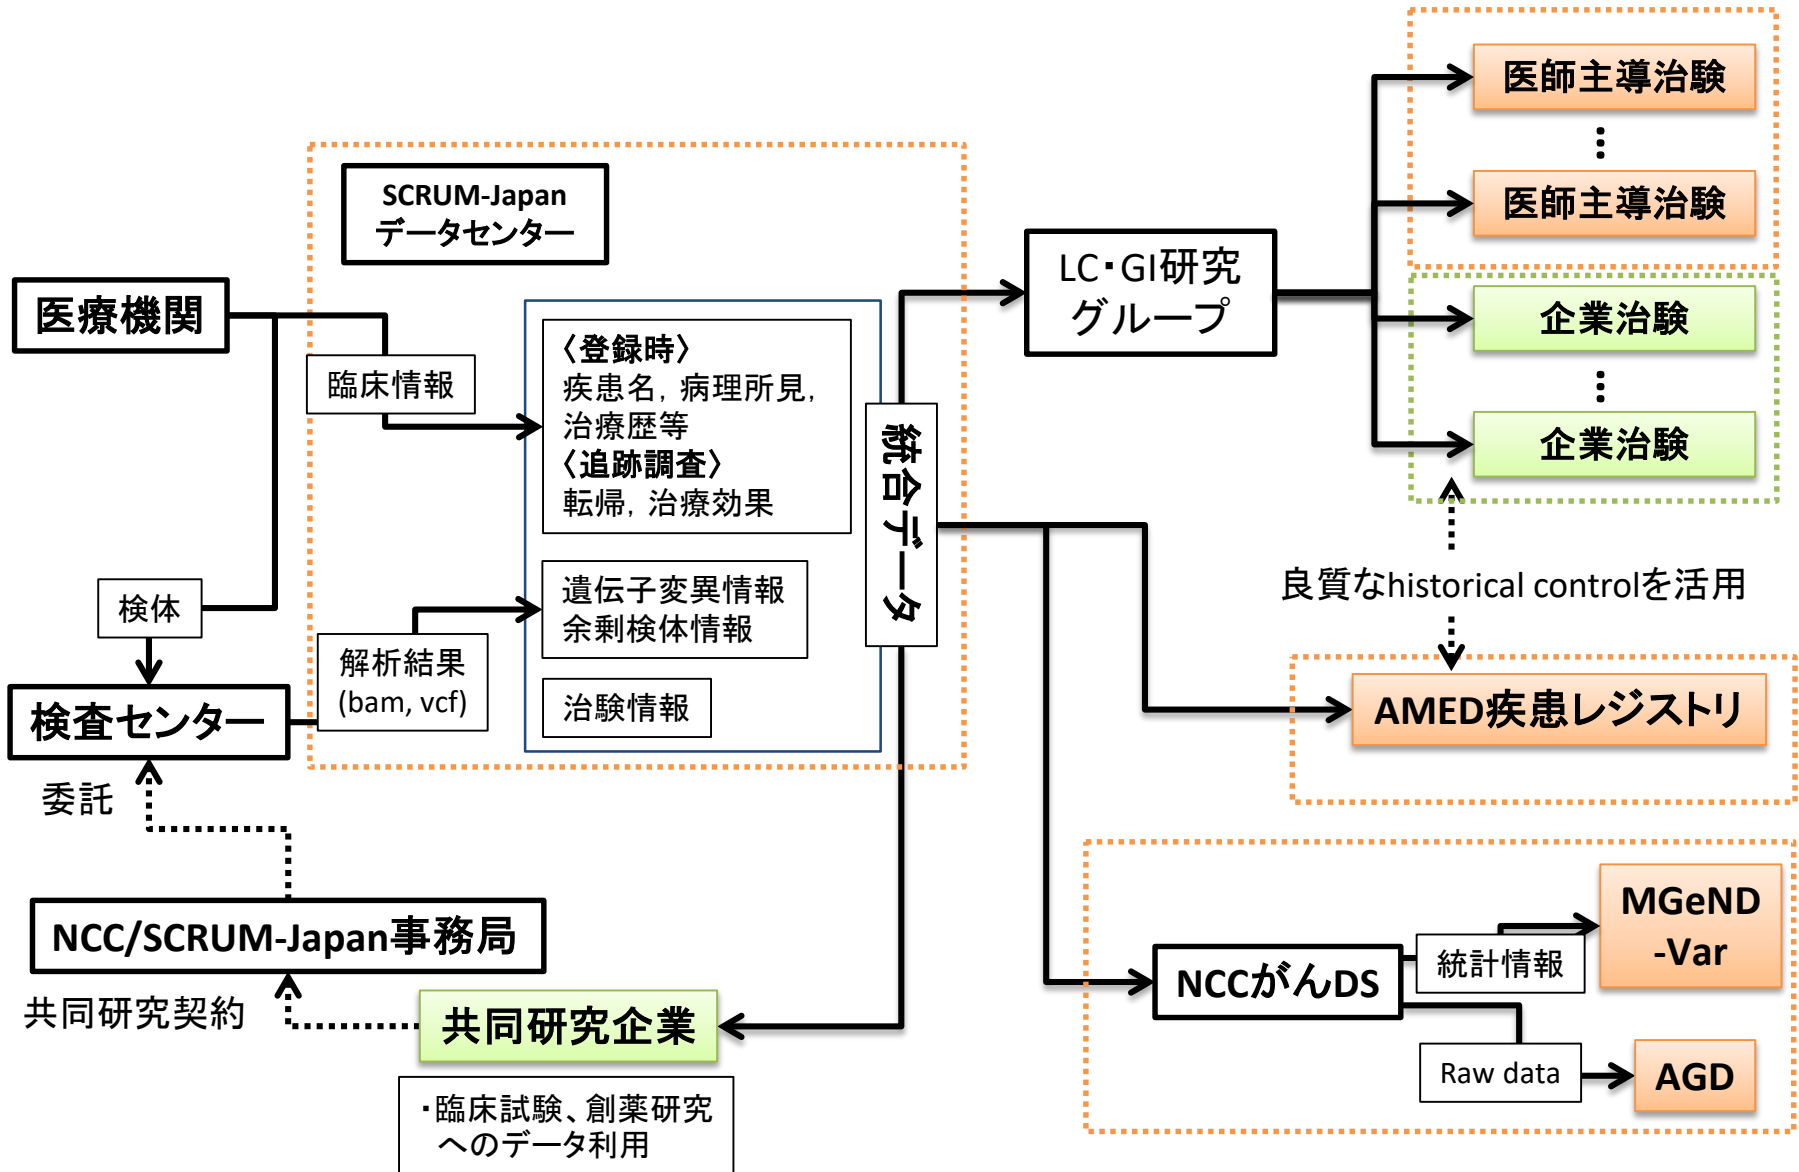 医師主導治験
⋮
医師主導治験
SCRUM-Japan
データセンター
LC・GI研究
グループ
医療機関
企業治験
⋮
企業治験
臨床情報
〈登録時〉
疾患名, 病理所見,
治療歴等
〈追跡調査〉
転帰, 治療効果
統合データ
良質なhistorical controlを活用
検体
遺伝子変異情報
余剰検体情報
解析結果
(bam, vcf)
治験情報
検査センター
AMED疾患レジストリ
委託
NCC/SCRUM-Japan事務局
MGeND
-Var
統計情報
NCCがんDS
共同研究契約
共同研究企業
Raw data
AGD
・臨床試験、創薬研究
へのデータ利用